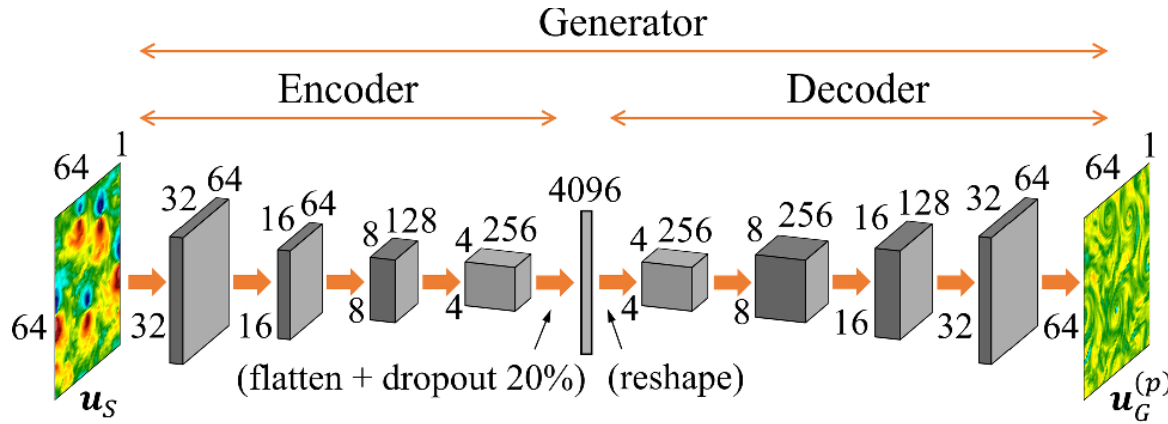 Generator
Encoder Decoder
64 1 32 64 16 64 8 128 4 256 4096 4 256 8 256 16 128 32 64 64 1
64 32 16 8 4 4 8 16 32 64
(flatten + dropout 20%) (reshape)
u_S u_G^(p)